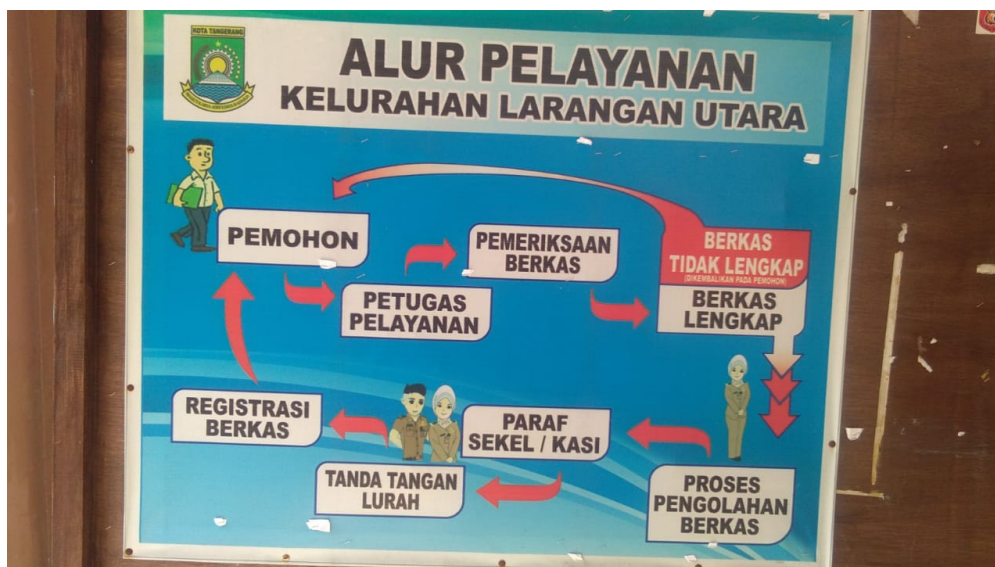 KOTA TANGERANG
ALUR PELAYANAN
KELURAHAN LARANGAN UTARA
PEMOHON
PETUGAS
PELAYANAN
PEMERIKSAAN
BERKAS
BERKAS
TIDAK LENGKAP
(DIKEMBALIKAN PADA PEMOHON)
BERKAS
LENGKAP
PROSES
PENGOLAHAN
BERKAS
PARAF
SEKEL / KASI
TANDA TANGAN
LURAH
REGISTRASI
BERKAS